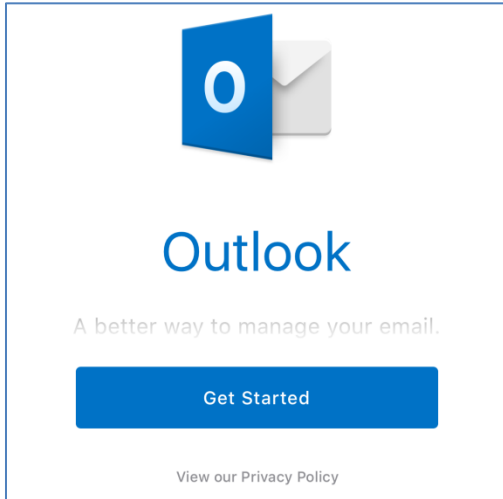 O
Outlook
A better way to manage your email.
Get Started
View our Privacy Policy